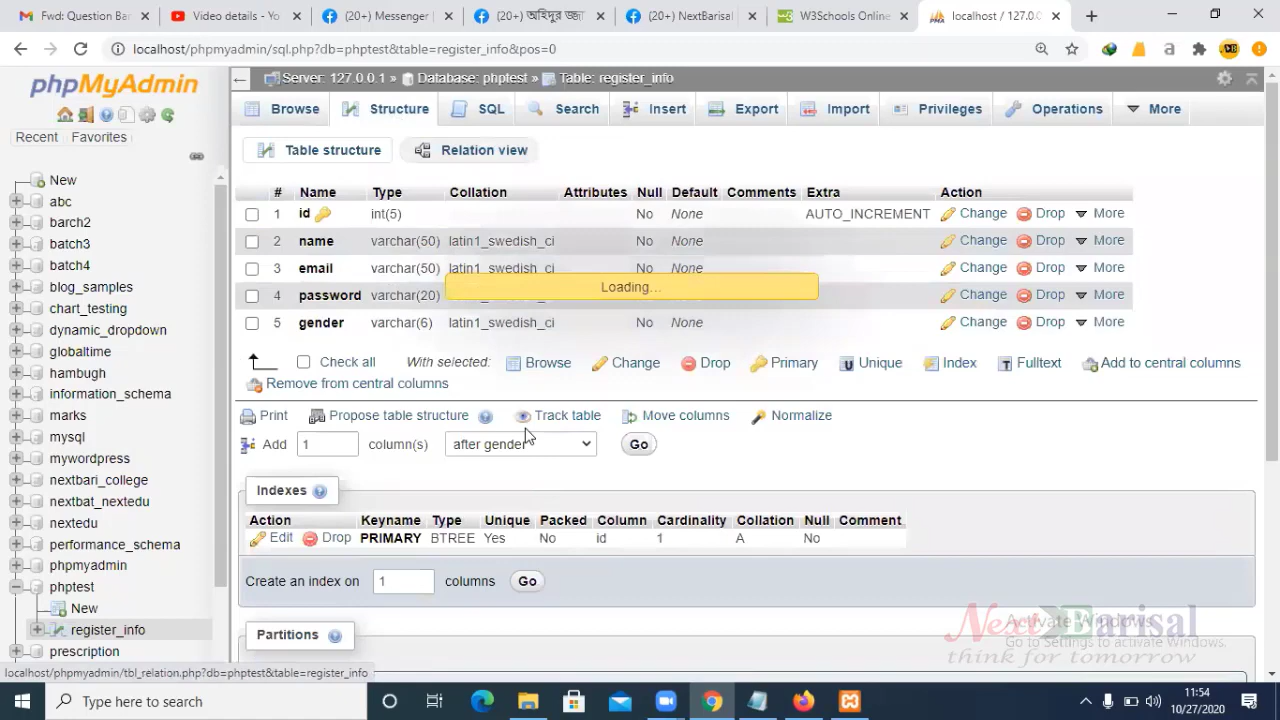 Fwd: Question Ban
Video details - Yo
(20+) Messenger |
(20+) অহিদুর জ্জা
(20+) NextBarisal
W3Schools Online
localhost / 127.0.0
localhost/phpmyadmin/sql.php?db=phptest&table=register_info&pos=0
phpMyAdmin
Recent Favorites
New
abc
barch2
batch3
batch4
blog_samples
chart_testing
dynamic_dropdown
globaltime
hambugh
information_schema
marks
mysql
mywordpress
nextbari_college
nextbat_nextedu
nextedu
performance_schema
phpmyadmin
phptest
New
register_info
prescription
Server: 127.0.0.1 » Database: phptest » Table: register_info
Browse Structure SQL Search Insert Export Import Privileges Operations More
Table structure Relation view
# Name Type Collation Attributes Null Default Comments Extra Action
1 id int(5) No None AUTO_INCREMENT Change Drop More
2 name varchar(50) latin1_swedish_ci No None Change Drop More
3 email varchar(50) latin1_swedish_ci No None Change Drop More
Loading...
4 password varchar(20) latin1_swedish_ci No None Change Drop More
5 gender varchar(6) latin1_swedish_ci No None Change Drop More
Check all With selected: Browse Change Drop Primary Unique Index Fulltext Add to central columns
Remove from central columns
Print Propose table structure Track table Move columns Normalize
Add 1 column(s) after gender Go
Indexes
Action Keyname Type Unique Packed Column Cardinality Collation Null Comment
Edit Drop PRIMARY BTREE Yes No id 1 A No
Create an index on 1 columns Go
Partitions
Next Barisal
think for tomorrow
Activate Windows
Go to Settings to activate Windows.
localhost/phpmyadmin/tbl_relation.php?db=phptest&table=register_info
Type here to search
11:54
10/27/2020